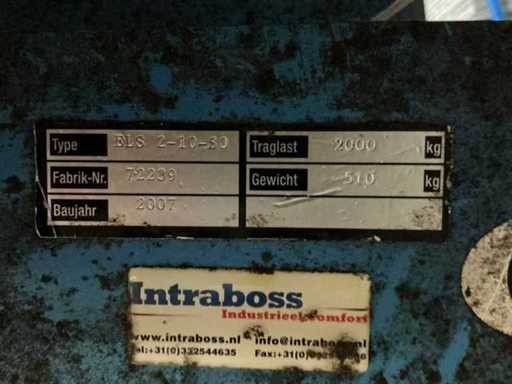 Type ELS 2-10-30 Traglast 2000 kg
Fabrik-Nr. 72239 Gewicht 510 kg
Baujahr 2007
Intraboss
Industrieel comfort
www.intraboss.nl info@intraboss.nl
Tel:+31(0)332544635